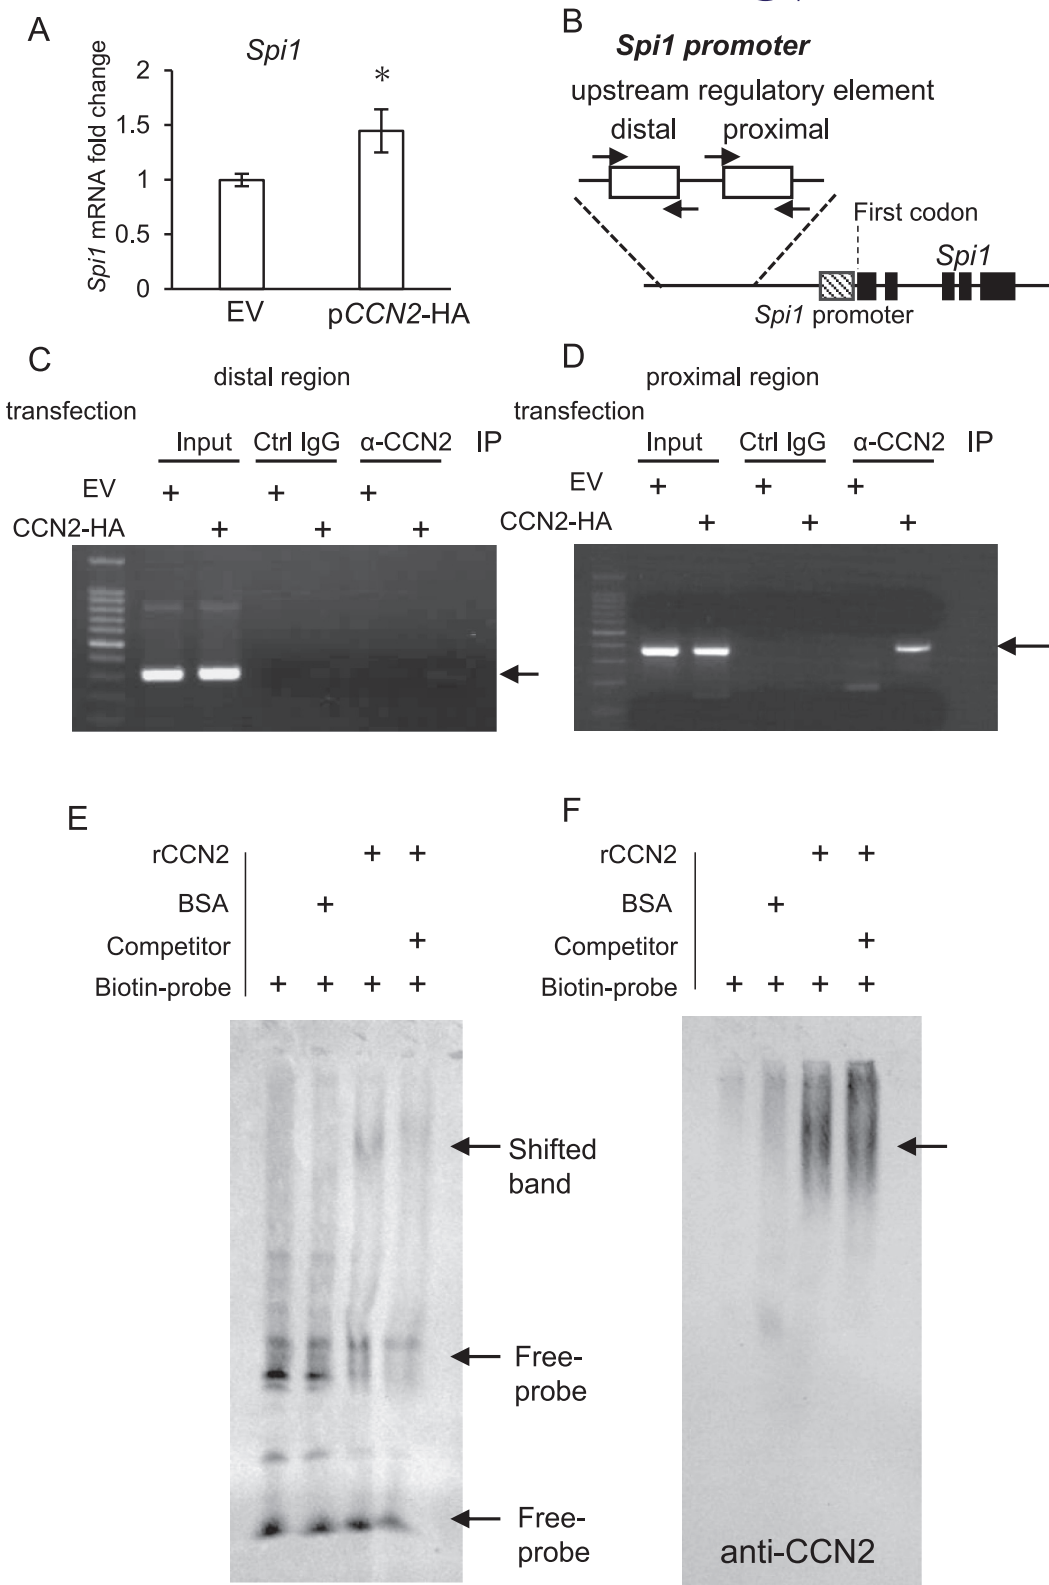 A
Spi1
Spi1 mRNA fold change
2
1.5
1
0.5
0
*
EV
pCCN2-HA
B
Spi1 promoter
upstream regulatory element
distal
proximal
First codon
Spi1
Spi1 promoter
C
distal region
transfection
Input
Ctrl IgG
α-CCN2
IP
EV + + +
CCN2-HA + + +
D
proximal region
transfection
Input
Ctrl IgG
α-CCN2
IP
EV + + +
CCN2-HA + + +
E
rCCN2 + +
BSA +
Competitor +
Biotin-probe + + + +
Shifted
band
Free-
probe
Free-
probe
F
rCCN2 + +
BSA +
Competitor +
Biotin-probe + + + +
anti-CCN2